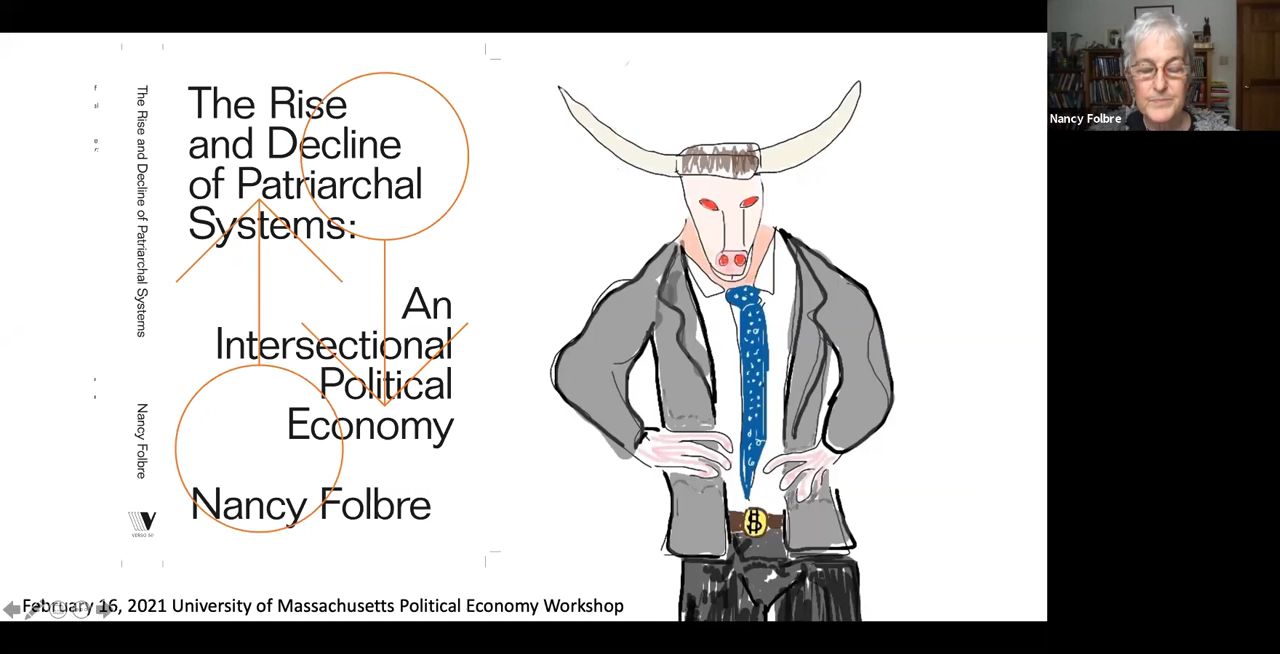 The Rise and Decline of Patriarchal Systems
Nancy Folbre
VERSO
The Rise
and Decline
of Patriarchal
Systems:
An
Intersectional
Political
Economy
Nancy Folbre
$
February 16, 2021 University of Massachusetts Political Economy Workshop
Nancy Folbre